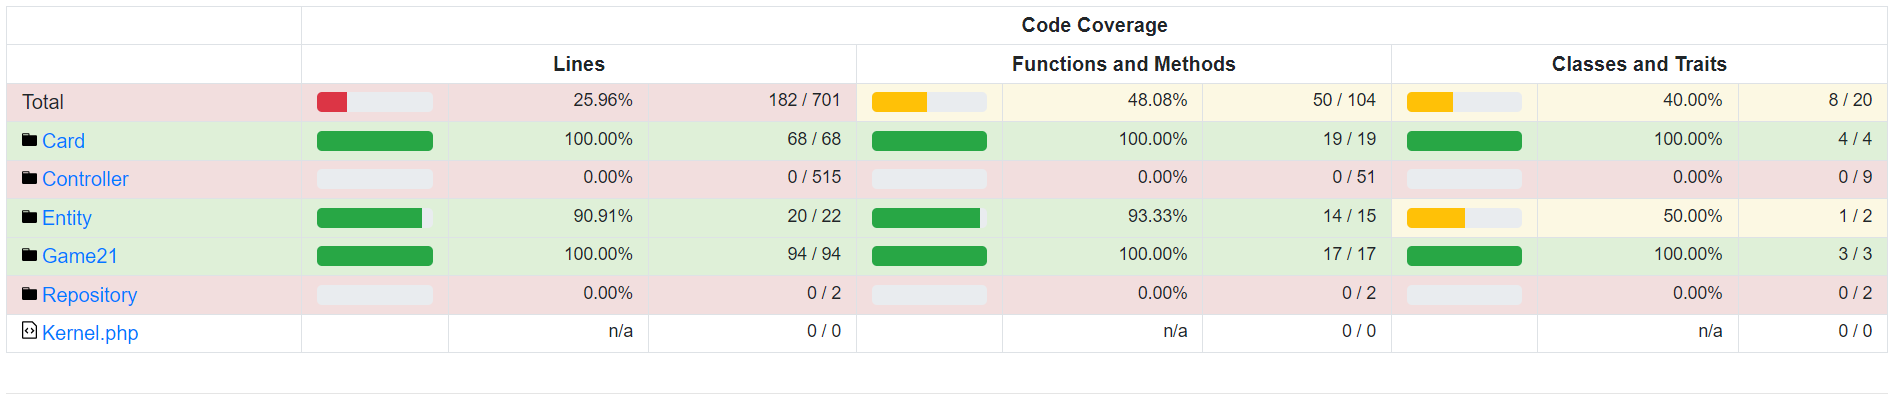 Code Coverage
Lines Functions and Methods Classes and Traits
Total 25.96% 182 / 701 48.08% 50 / 104 40.00% 8 / 20
Card 100.00% 68 / 68 100.00% 19 / 19 100.00% 4 / 4
Controller 0.00% 0 / 515 0.00% 0 / 51 0.00% 0 / 9
Entity 90.91% 20 / 22 93.33% 14 / 15 50.00% 1 / 2
Game21 100.00% 94 / 94 100.00% 17 / 17 100.00% 3 / 3
Repository 0.00% 0 / 2 0.00% 0 / 2 0.00% 0 / 2
Kernel.php n/a 0 / 0 n/a 0 / 0 n/a 0 / 0